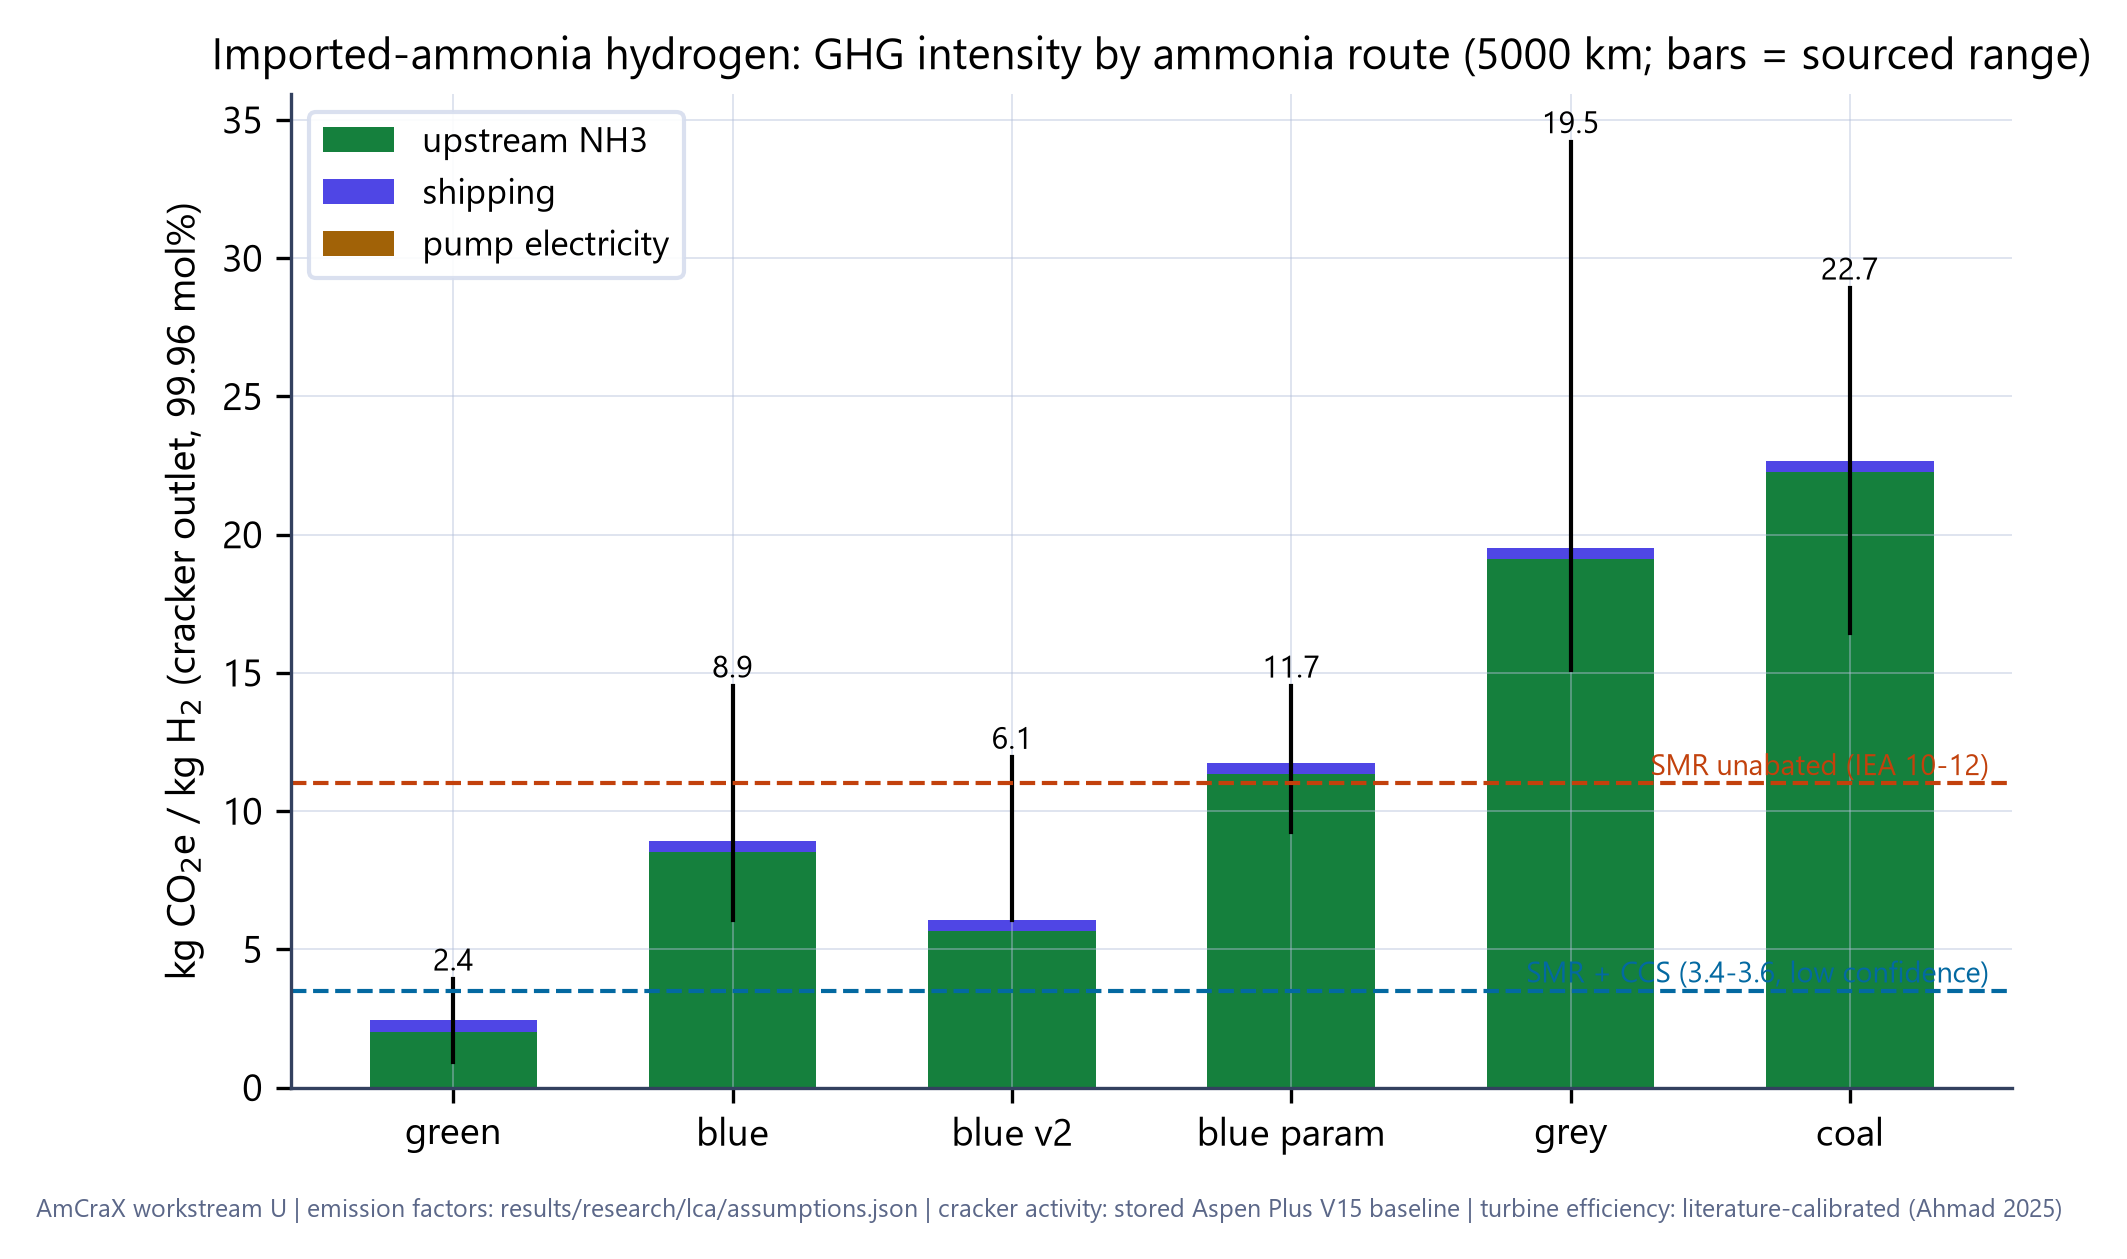 Imported-ammonia hydrogen: GHG intensity by ammonia route (5000 km; bars = sourced range)
upstream NH3
shipping
pump electricity
kg CO₂e / kg H₂ (cracker outlet, 99.96 mol%)
35
30
25
20
15
10
5
0
2.4
8.9
6.1
11.7
19.5
22.7
SMR unabated (IEA 10-12)
SMR + CCS (3.4-3.6, low confidence)
green
blue
blue v2
blue param
grey
coal
AmCraX workstream U | emission factors: results/research/lca/assumptions.json | cracker activity: stored Aspen Plus V15 baseline | turbine efficiency: literature-calibrated (Ahmad 2025)